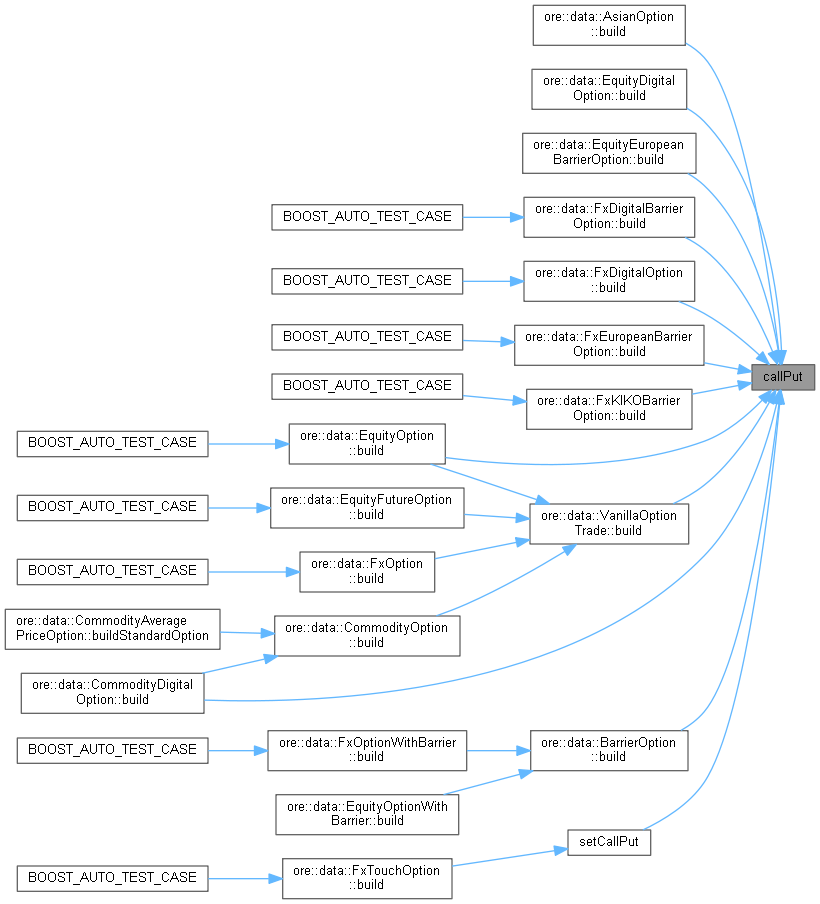 ore::data::AsianOption
::build
ore::data::EquityDigital
Option::build
ore::data::EquityEuropean
BarrierOption::build
ore::data::FxDigitalBarrier
Option::build
BOOST_AUTO_TEST_CASE
ore::data::FxDigitalOption
::build
BOOST_AUTO_TEST_CASE
ore::data::FxEuropeanBarrier
Option::build
BOOST_AUTO_TEST_CASE
callPut
ore::data::FxKIKOBarrier
Option::build
BOOST_AUTO_TEST_CASE
BOOST_AUTO_TEST_CASE
ore::data::EquityOption
::build
BOOST_AUTO_TEST_CASE
ore::data::EquityFutureOption
::build
ore::data::VanillaOption
Trade::build
BOOST_AUTO_TEST_CASE
ore::data::FxOption
::build
ore::data::CommodityAverage
PriceOption::buildStandardOption
ore::data::CommodityOption
::build
ore::data::CommodityDigital
Option::build
BOOST_AUTO_TEST_CASE
ore::data::FxOptionWithBarrier
::build
ore::data::BarrierOption
::build
ore::data::EquityOptionWith
Barrier::build
setCallPut
BOOST_AUTO_TEST_CASE
ore::data::FxTouchOption
::build